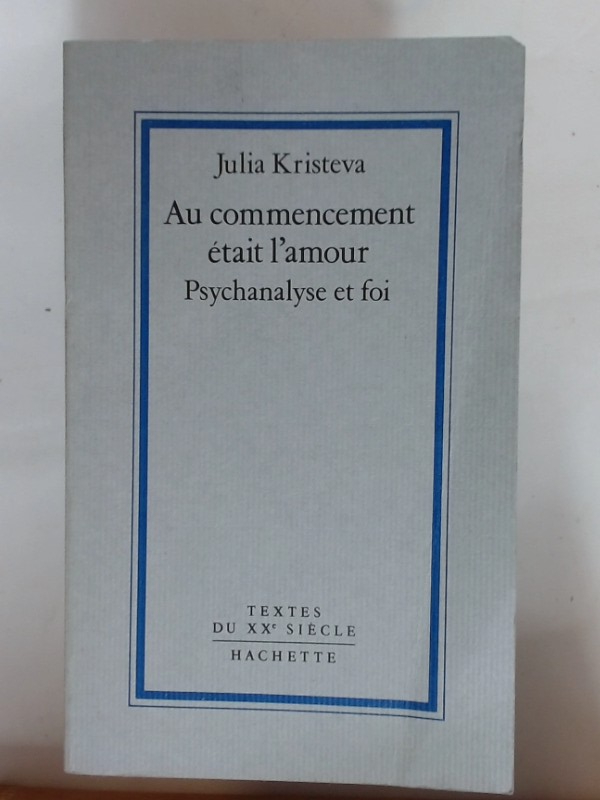 Julia Kristeva
Au commencement
était l'amour
Psychanalyse et foi
TEXTES
DU XXe SIÈCLE
HACHETTE